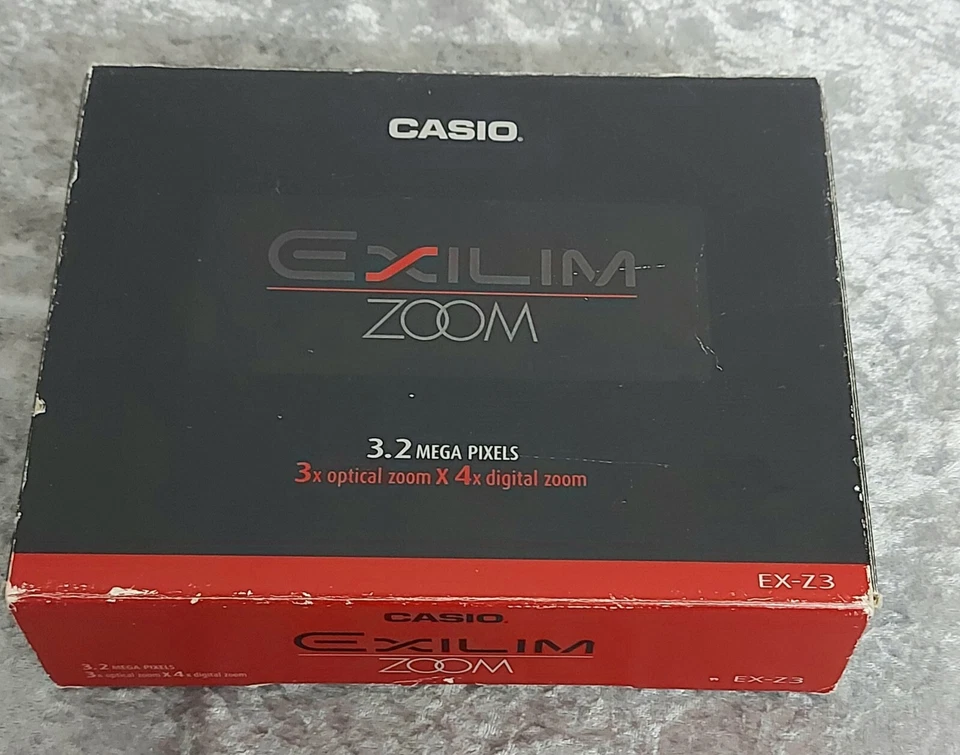 CASIO.
EXILIM
ZOOM
3.2 MEGA PIXELS
3x optical zoom X 4x digital zoom
EX-Z3
CASIO.
EXILIM
ZOOM
3.2 MEGA PIXELS
3x optical zoom X 4x digital zoom
EX-Z3